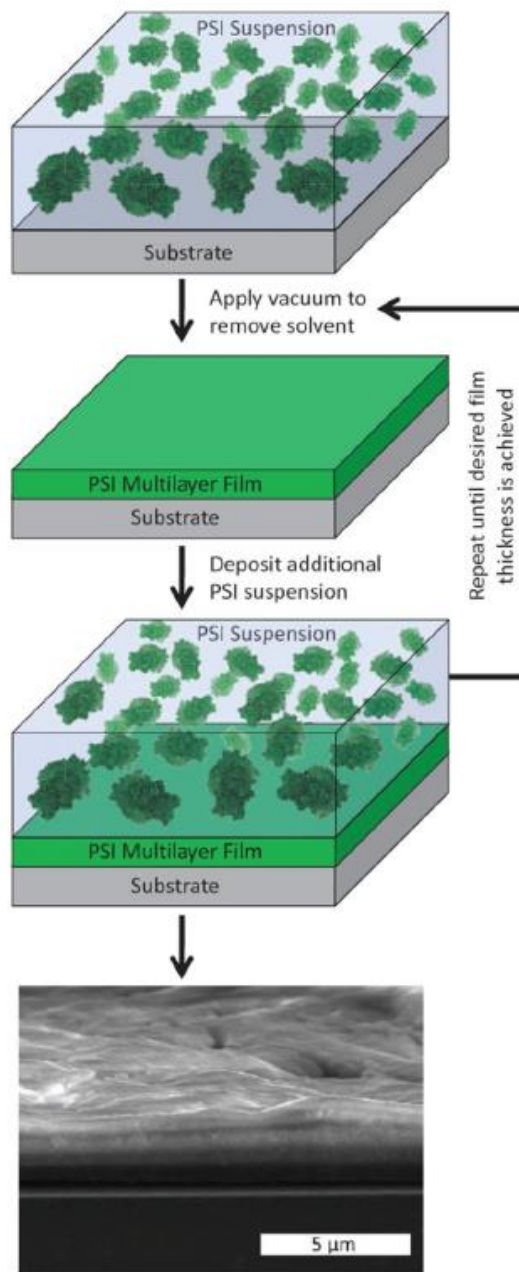 PSI Suspension
Substrate
Apply vacuum to
remove solvent
PSI Multilayer Film
Substrate
Deposit additional
PSI suspension
Repeat until desired film
thickness is achieved
PSI Suspension
PSI Multilayer Film
Substrate
5 µm